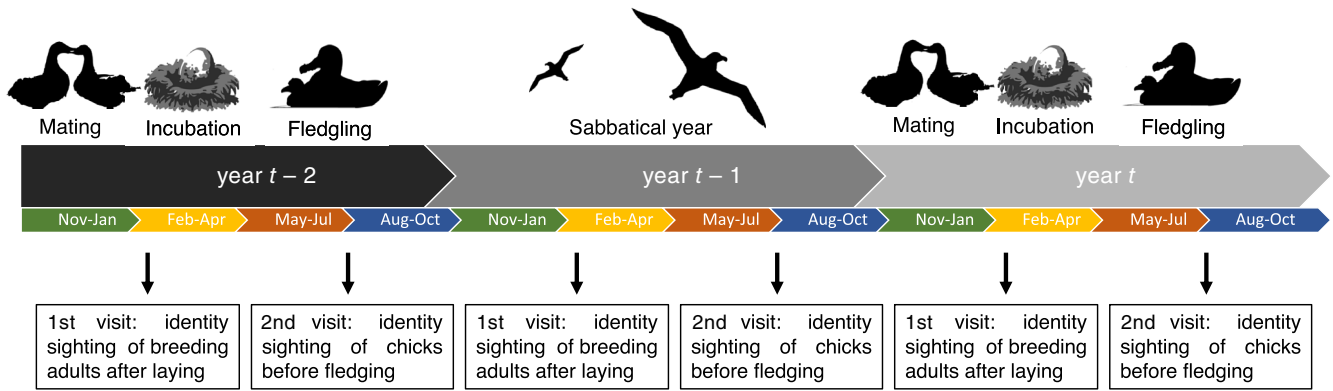 Mating Incubation Fledgling Sabbatical year Mating Incubation Fledgling
year t – 2 year t – 1 year t
Nov-Jan Feb-Apr May-Jul Aug-Oct Nov-Jan Feb-Apr May-Jul Aug-Oct Nov-Jan Feb-Apr May-Jul Aug-Oct
1st visit: identity
sighting of breeding
adults after laying
2nd visit: identity
sighting of chicks
before fledging
1st visit: identity
sighting of breeding
adults after laying
2nd visit: identity
sighting of chicks
before fledging
1st visit: identity
sighting of breeding
adults after laying
2nd visit: identity
sighting of chicks
before fledging